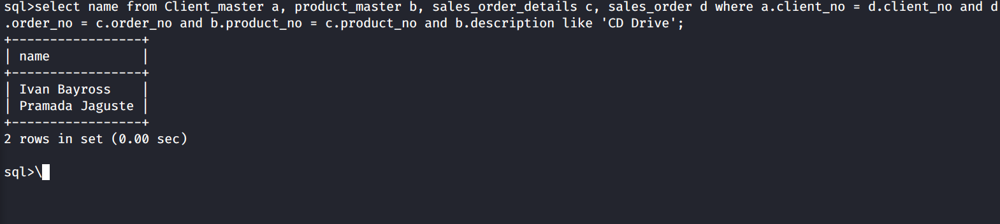 sql>select name from Client_master a, product_master b, sales_order_details c, sales_order d where a.client_no = d.client_no and d
.order_no = c.order_no and b.product_no = c.product_no and b.description like 'CD Drive';
+-----------------+
| name            |
+-----------------+
| Ivan Bayross    |
| Pramada Jaguste |
+-----------------+
2 rows in set (0.00 sec)
sql>\